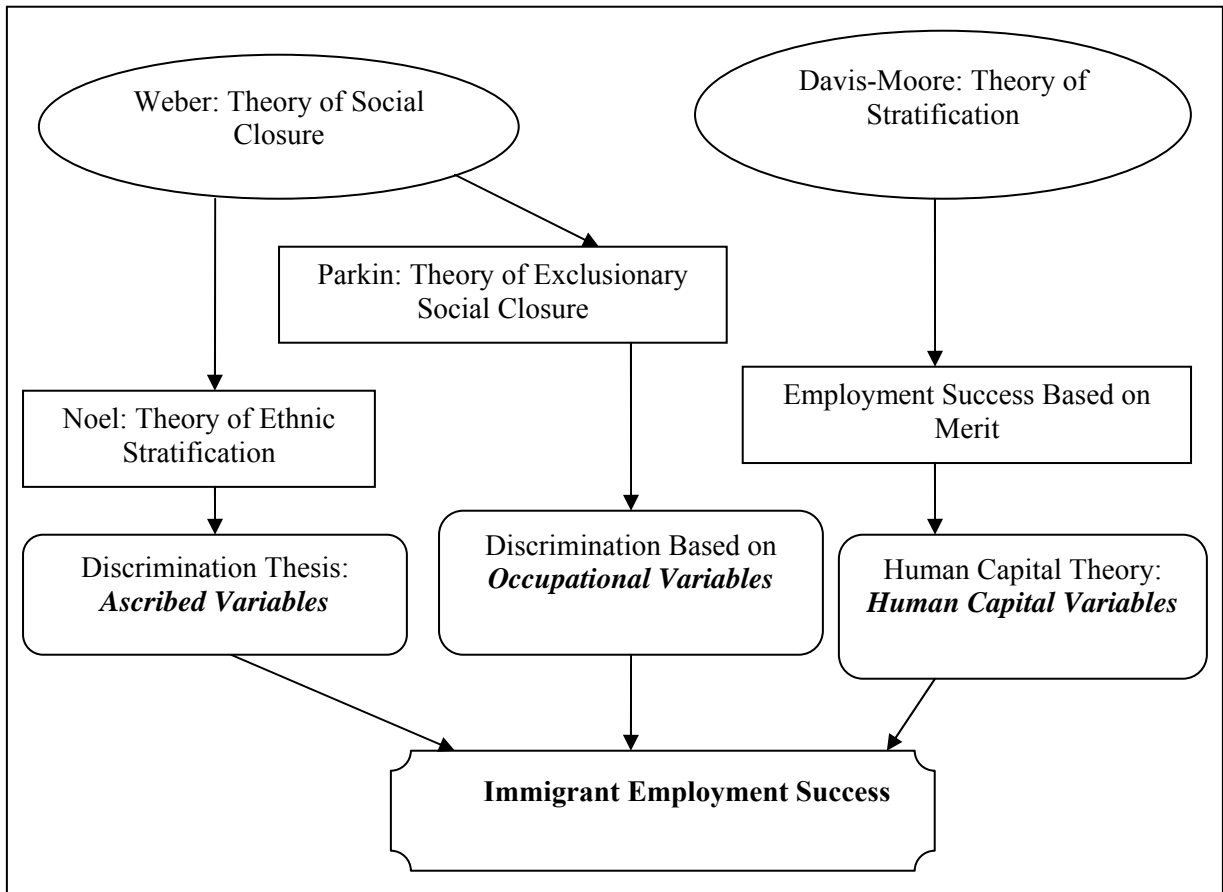 Weber: Theory of Social
Closure
Davis-Moore: Theory of
Stratification
Parkin: Theory of Exclusionary
Social Closure
Noel: Theory of Ethnic
Stratification
Employment Success Based on
Merit
Discrimination Thesis:
Ascribed Variables
Discrimination Based on
Occupational Variables
Human Capital Theory:
Human Capital Variables
Immigrant Employment Success